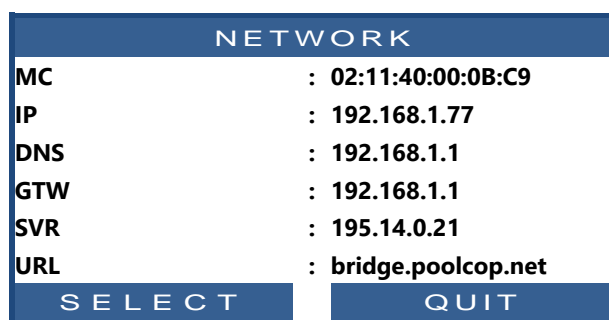 NETWORK
MC : 02:11:40:00:0B:C9
IP : 192.168.1.77
DNS : 192.168.1.1
GTW : 192.168.1.1
SVR : 195.14.0.21
URL : bridge.poolcop.net
SELECT QUIT